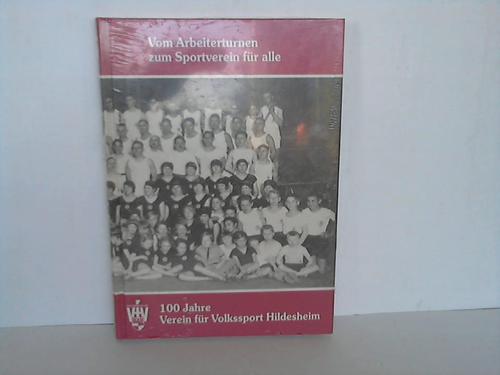 Vom Arbeiterturnen
zum Sportverein für alle
100 Jahre
Verein für Volkssport Hildesheim